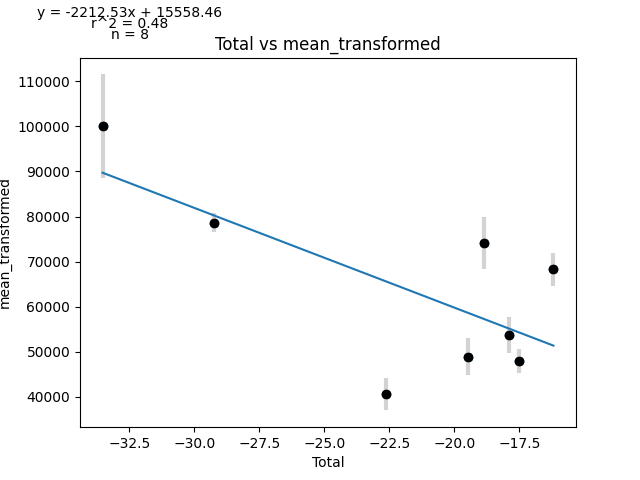 y = -2212.53x + 15558.46
r^2 = 0.48
n = 8
Total vs mean_transformed
110000
100000
90000
80000
70000
60000
50000
40000
mean_transformed
−32.5 −30.0 −27.5 −25.0 −22.5 −20.0 −17.5
Total